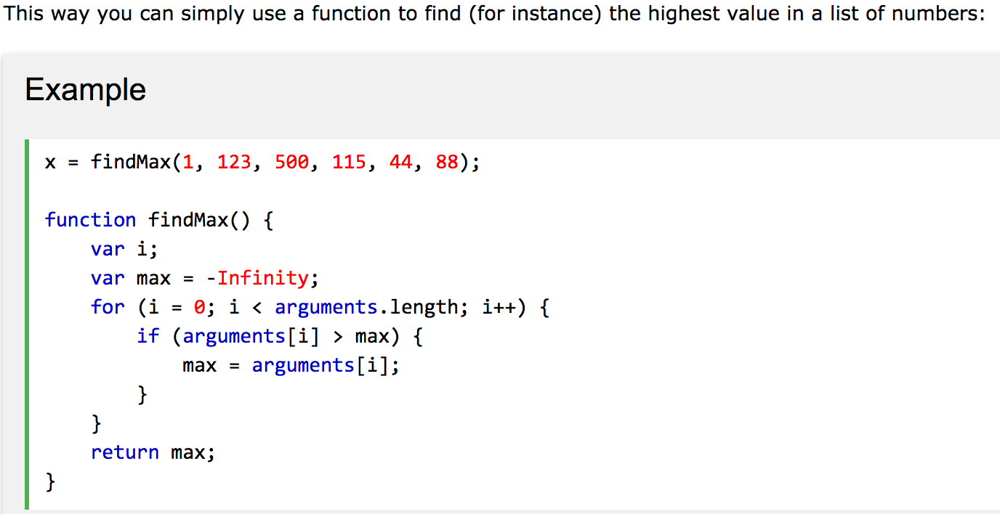 This way you can simply use a function to find (for instance) the highest value in a list of numbers:
Example
x = findMax(1, 123, 500, 115, 44, 88);
function findMax() {
    var i;
    var max = -Infinity;
    for (i = 0; i < arguments.length; i++) {
        if (arguments[i] > max) {
            max = arguments[i];
        }
    }
    return max;
}